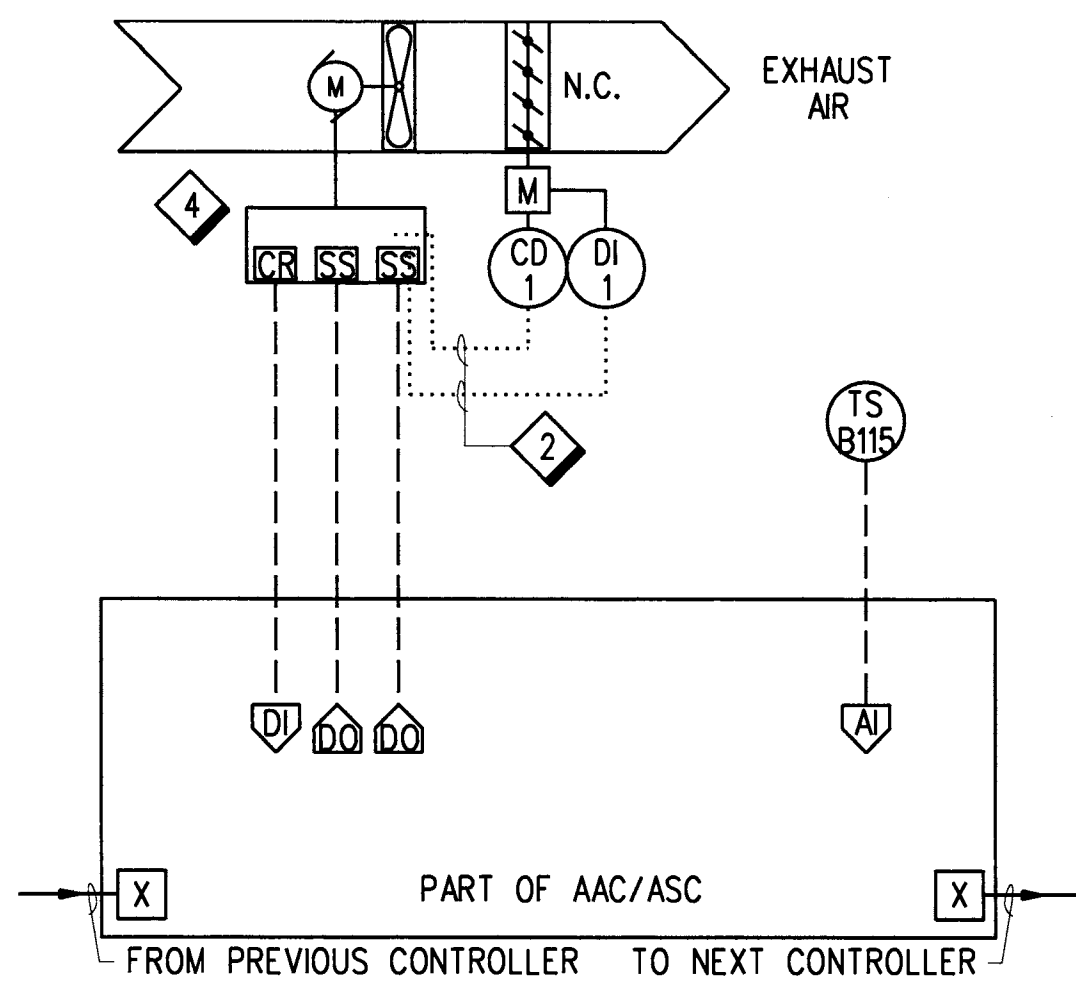 EXHAUST
AIR
M
N.C.
4
M
CR SS SS
CD
1
DI
1
2
TS
B115
DI DO DO AI
X PART OF AAC/ASC X
FROM PREVIOUS CONTROLLER TO NEXT CONTROLLER